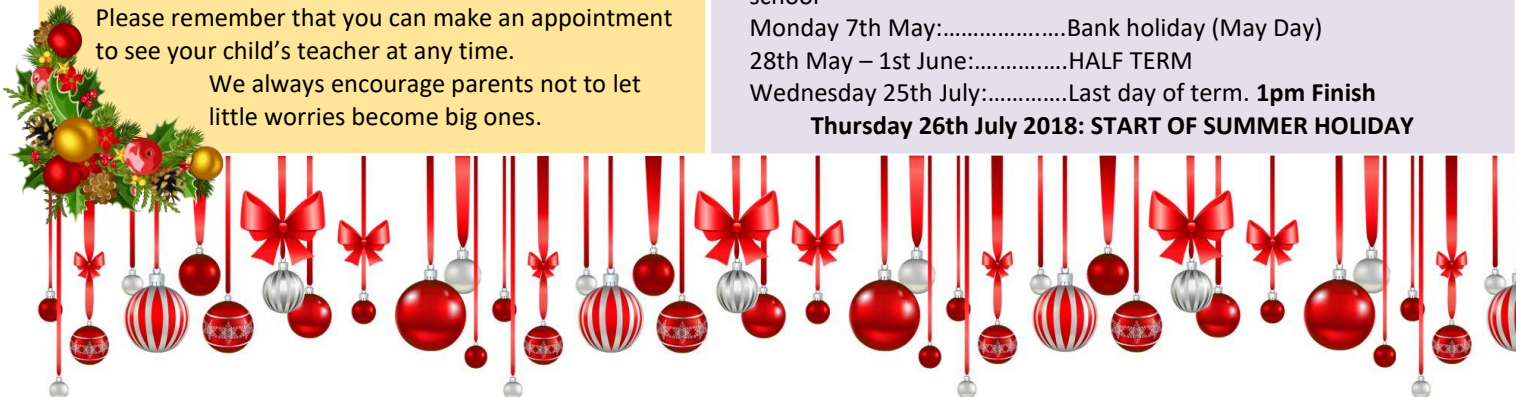 Please remember that you can make an appointment
to see your child’s teacher at any time.
We always encourage parents not to let
little worries become big ones.
school
Monday 7th May:……………..….Bank holiday (May Day)
28th May – 1st June:….…….….HALF TERM
Wednesday 25th July:………….Last day of term. 1pm Finish
Thursday 26th July 2018: START OF SUMMER HOLIDAY